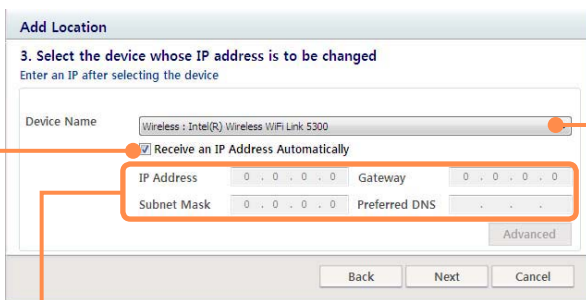 Add Location
3. Select the device whose IP address is to be changed
Enter an IP after selecting the device
Device Name Wireless : Intel(R) Wireless WiFi Link 5300
Receive an IP Address Automatically
IP Address 0 . 0 . 0 . 0 Gateway 0 . 0 . 0 . 0
Subnet Mask 0 . 0 . 0 . 0 Preferred DNS . . .
Advanced
Back Next Cancel